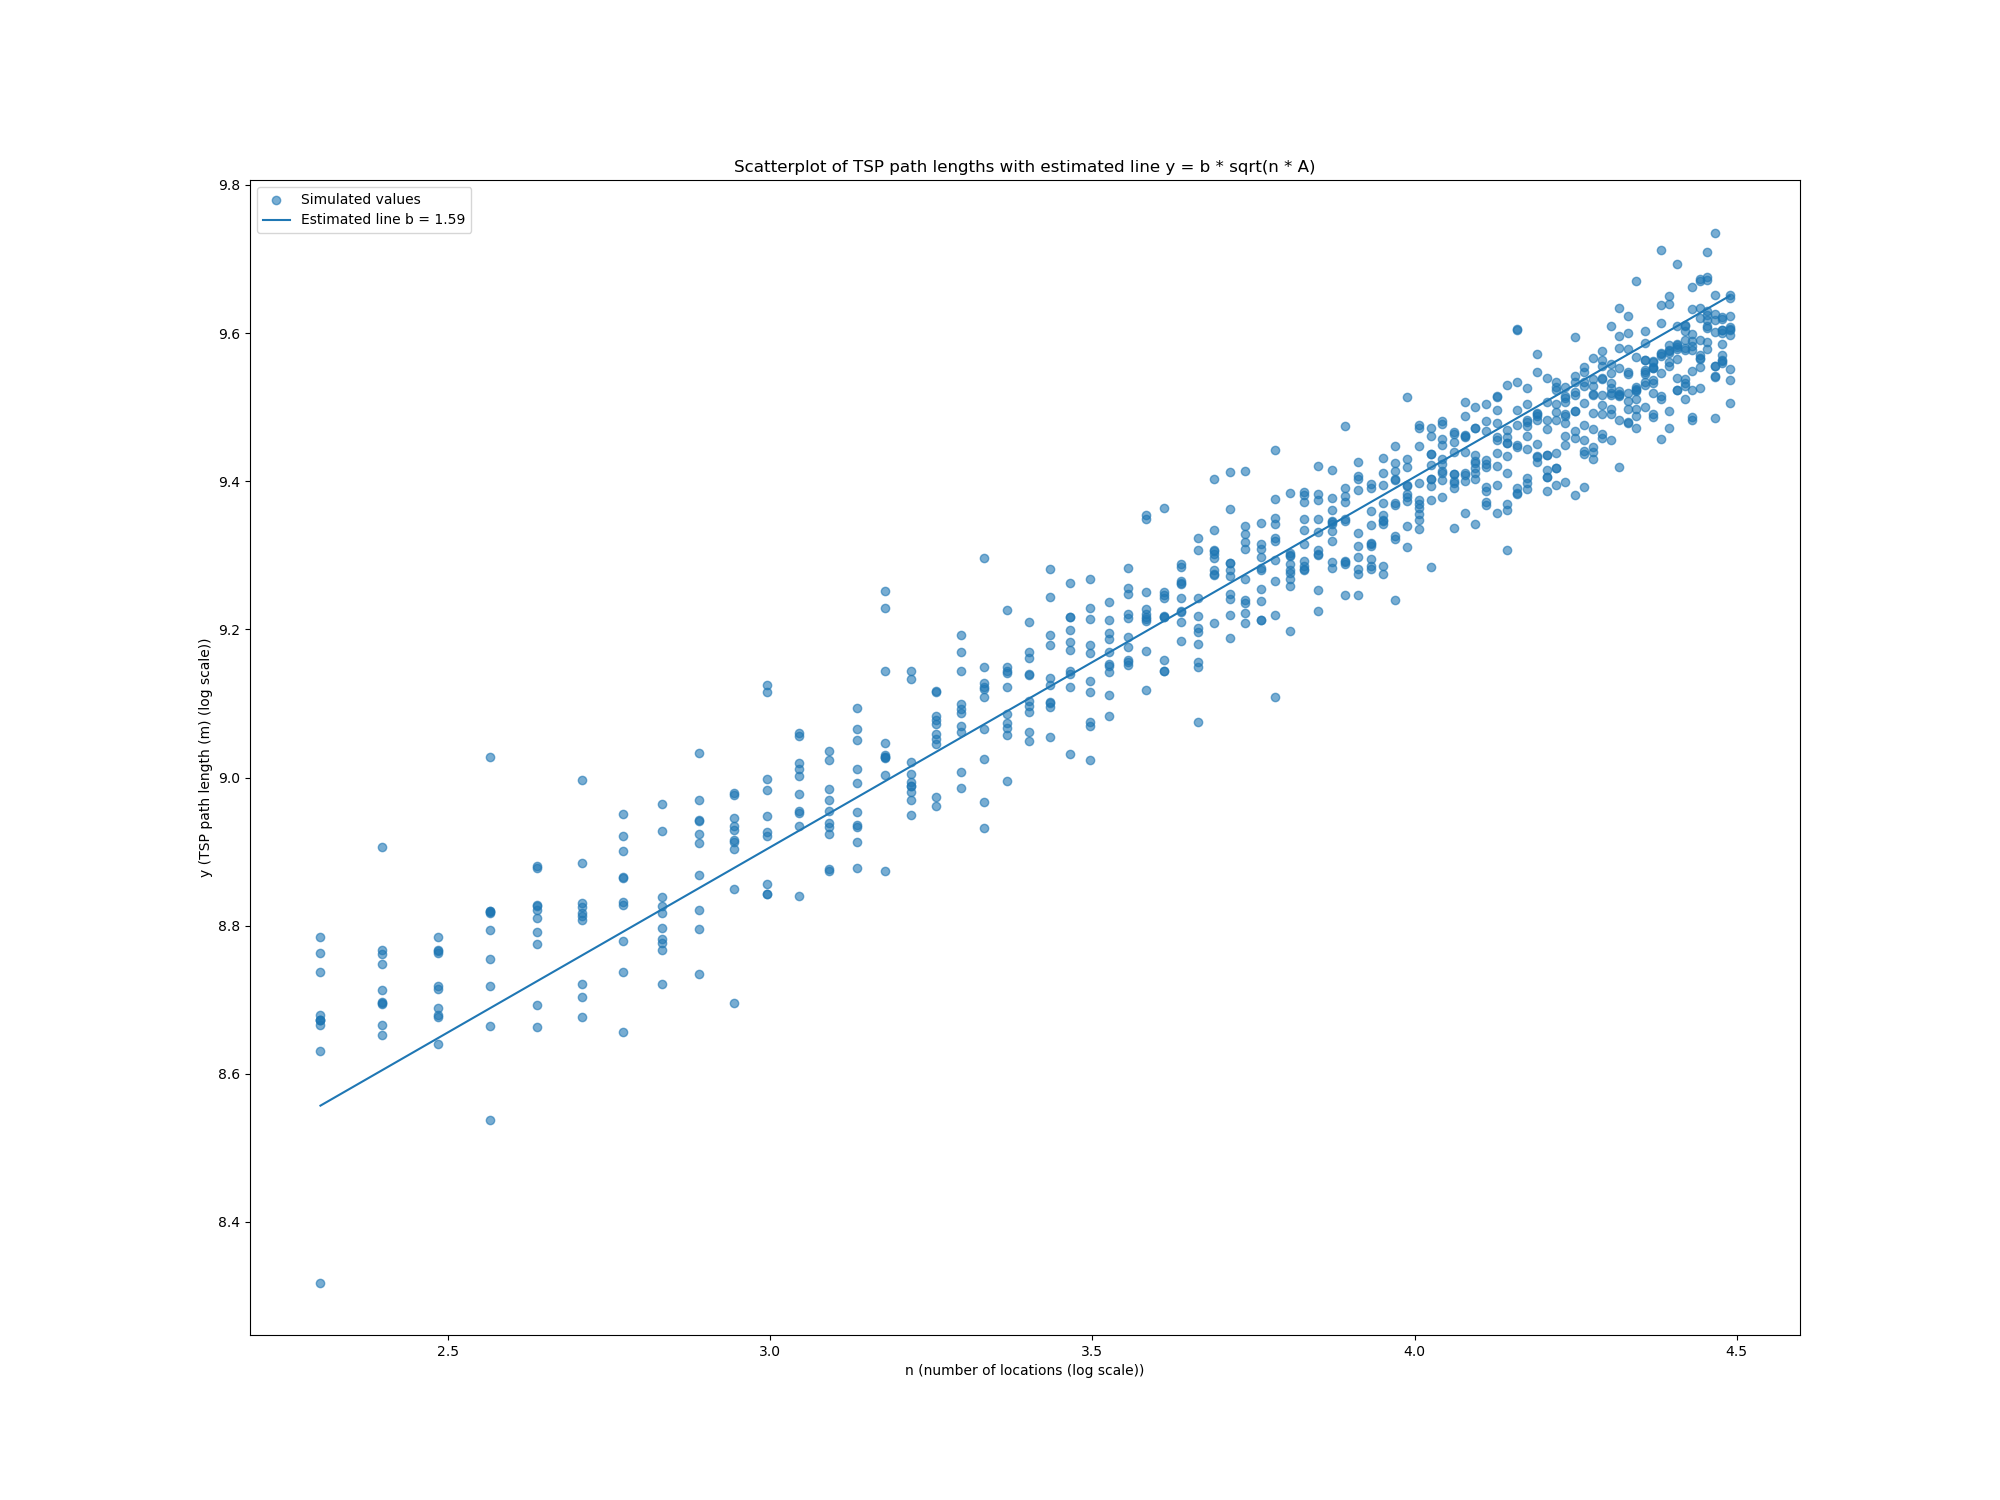 Scatterplot of TSP path lengths with estimated line y = b * sqrt(n * A)
Simulated values
Estimated line b = 1.59
y (TSP path length (m) (log scale))
9.8
9.6
9.4
9.2
9.0
8.8
8.6
8.4
2.5
3.0
3.5
4.0
4.5
n (number of locations (log scale))